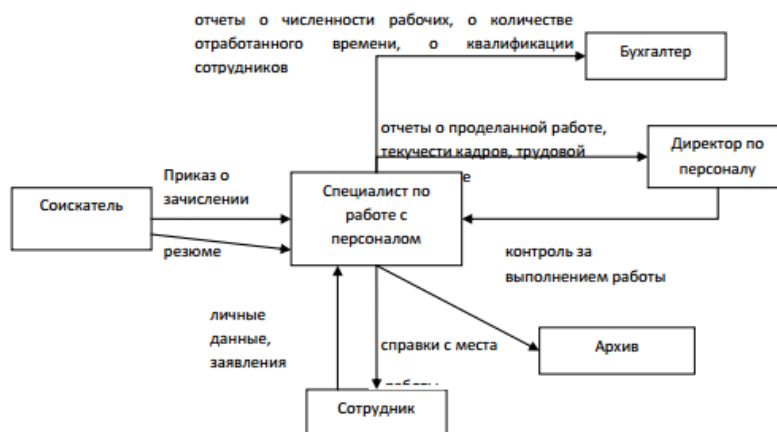 отчеты о численности рабочих, о количестве
отработанного времени, о квалификации
сотрудников
Бухгалтер
отчеты о проделанной работе,
текучести кадров, трудовой
Директор по
персоналу
Приказ о
зачислении
Соискатель
Специалист по
работе с
персоналом
резюме
контроль за
выполнением работы
личные
данные,
заявления
справки с места
Архив
Сотрудник